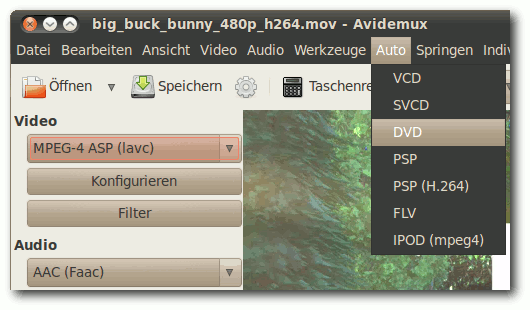 big_buck_bunny_480p_h264.mov - Avidemux
Datei Bearbeiten Ansicht Video Audio Werkzeuge Auto Springen Indiv
Öffnen Speichern Taschenre
VCD
SVCD
DVD
PSP
PSP (H.264)
FLV
IPOD (mpeg4)
Video
MPEG-4 ASP (lavc)
Konfigurieren
Filter
Audio
AAC (Faac)